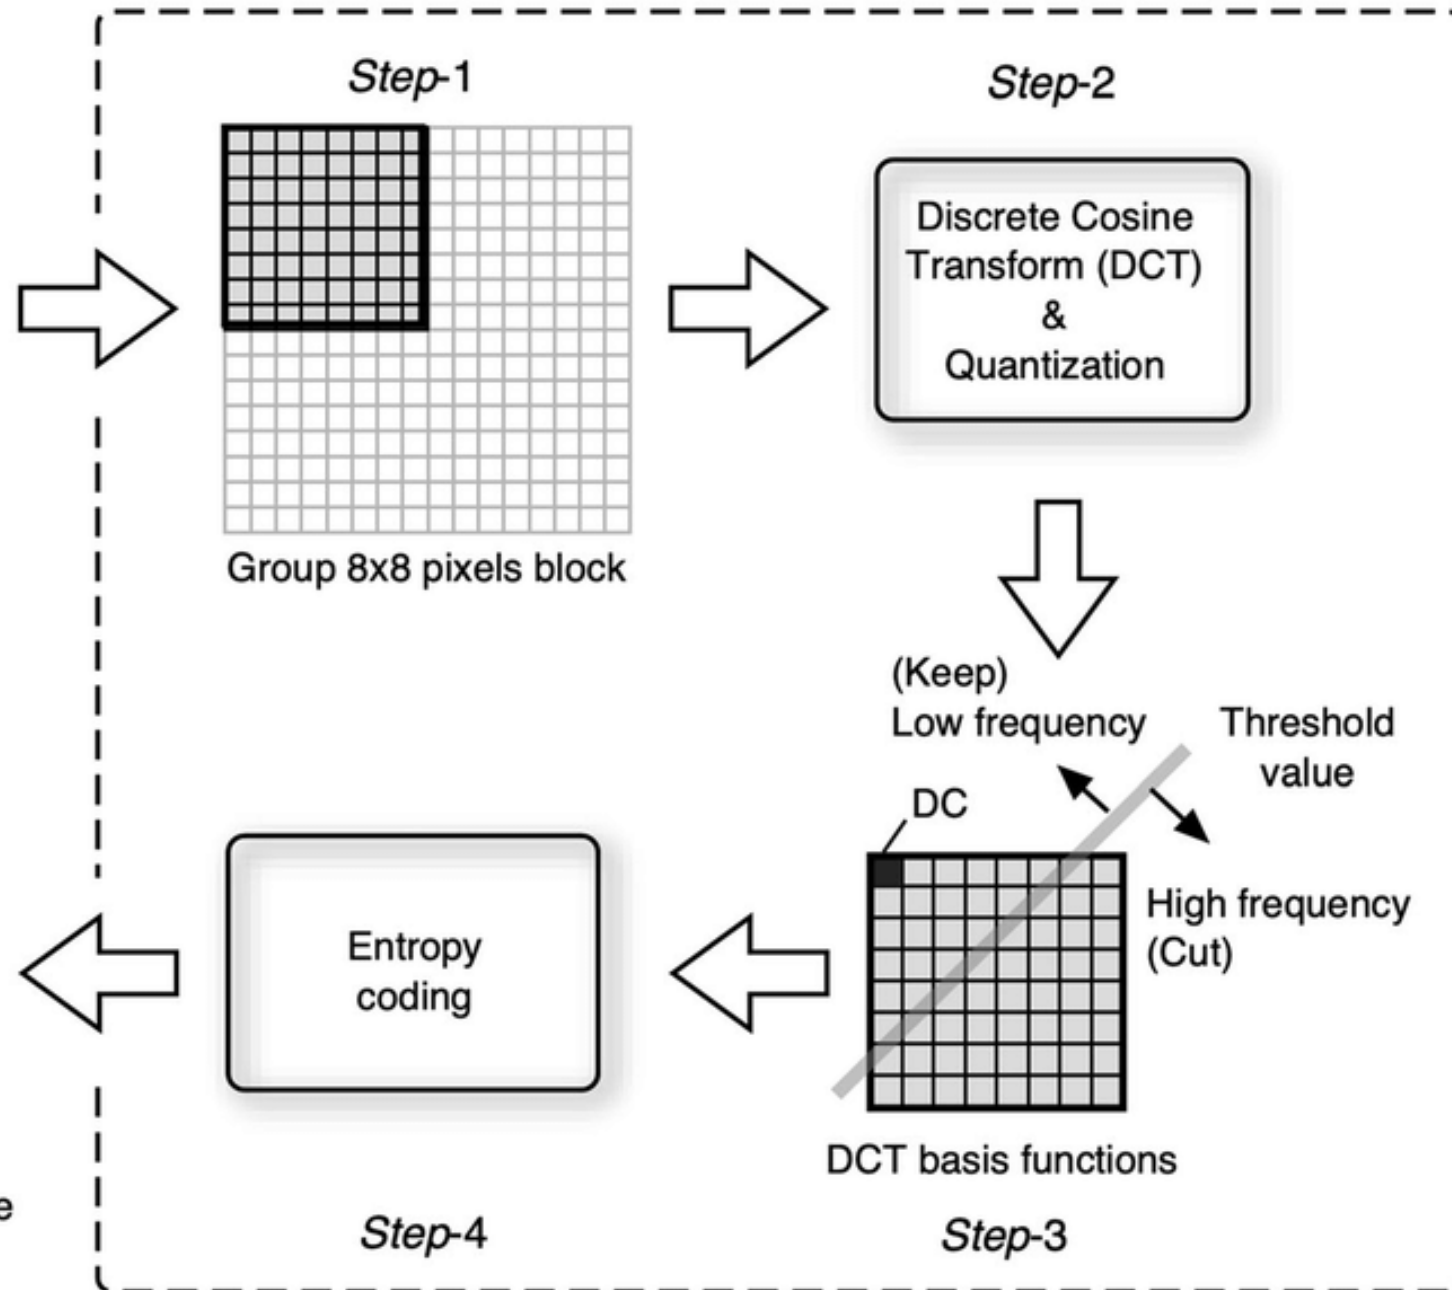 Step-1
Group 8x8 pixels block
Step-2
Discrete Cosine
Transform (DCT)
&
Quantization
(Keep)
Low frequency
Threshold
value
DC
High frequency
(Cut)
DCT basis functions
Step-3
Entropy
coding
Step-4